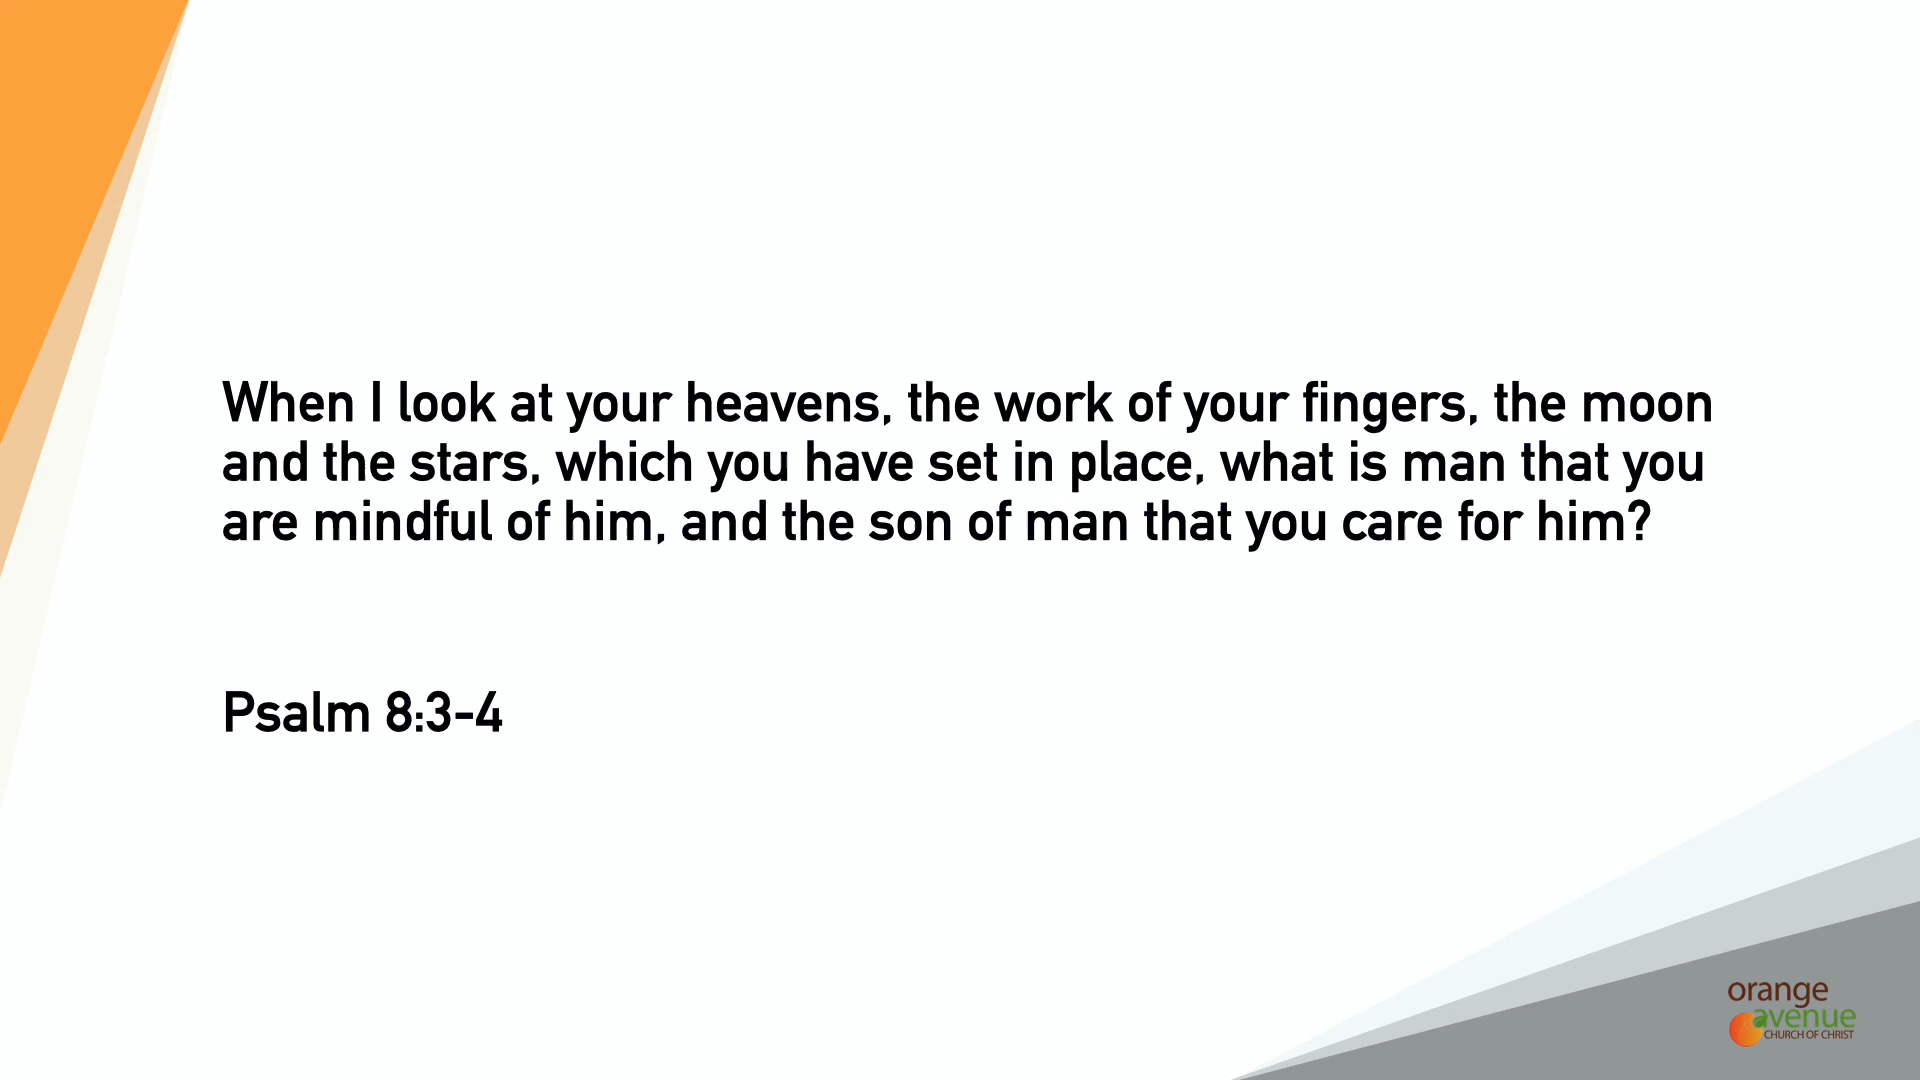 When I look at your heavens, the work of your fingers, the moon
and the stars, which you have set in place, what is man that you
are mindful of him, and the son of man that you care for him?
Psalm 8:3-4
orange
avenue
CHURCH OF CHRIST